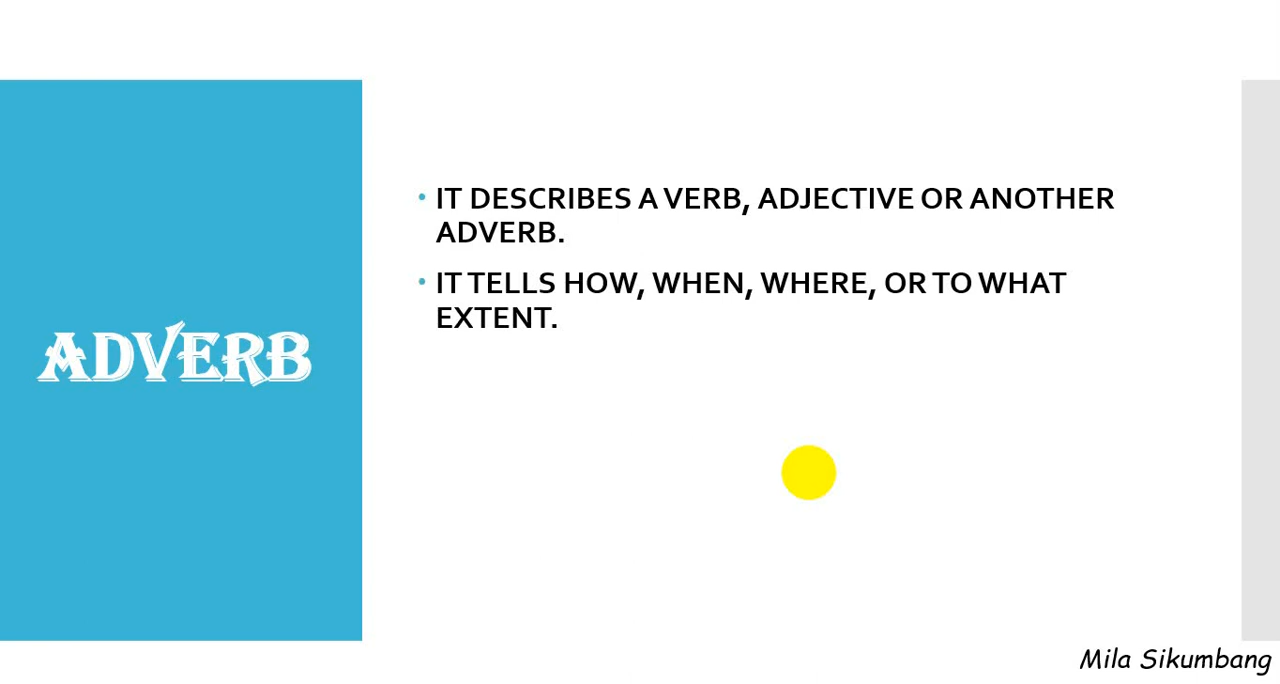 ADVERB
• IT DESCRIBES A VERB, ADJECTIVE OR ANOTHER
ADVERB.
• IT TELLS HOW, WHEN, WHERE, OR TO WHAT
EXTENT.
Mila Sikumbang